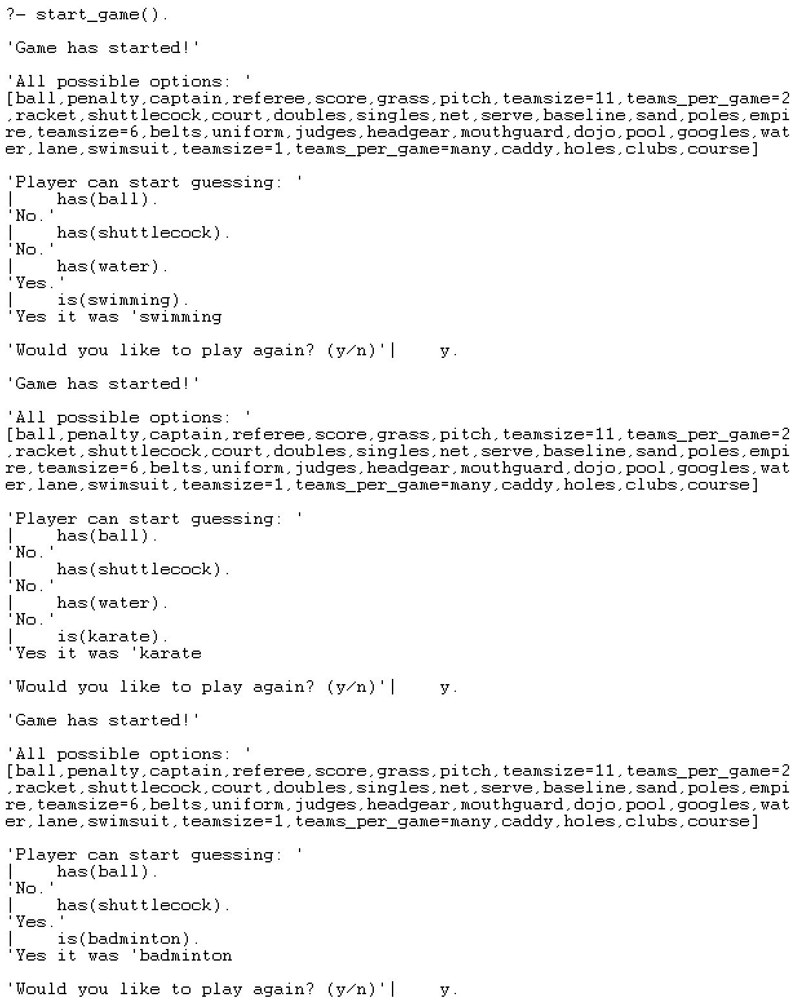 ?- start_game().
'Game has started!'
'All possible options: '
[ball,penalty,captain,referee,score,grass,pitch,teamsize=11,teams_per_game=2
,racket,shuttlecock,court,doubles,singles,net,serve,baseline,sand,poles,empi
re,teamsize=6,belts,uniform,judges,headgear,mouthguard,dojo,pool,googles,wat
er,lane,swimsuit,teamsize=1,teams_per_game=many,caddy,holes,clubs,course]
'Player can start guessing: '
|    has(ball).
'No.'
|    has(shuttlecock).
'No.'
|    has(water).
'Yes.'
|    is(swimming).
'Yes it was 'swimming
'Would you like to play again? (y/n)'|    y.
'Game has started!'
'All possible options: '
[ball,penalty,captain,referee,score,grass,pitch,teamsize=11,teams_per_game=2
,racket,shuttlecock,court,doubles,singles,net,serve,baseline,sand,poles,empi
re,teamsize=6,belts,uniform,judges,headgear,mouthguard,dojo,pool,googles,wat
er,lane,swimsuit,teamsize=1,teams_per_game=many,caddy,holes,clubs,course]
'Player can start guessing: '
|    has(ball).
'No.'
|    has(shuttlecock).
'No.'
|    has(water).
'No.'
|    is(karate).
'Yes it was 'karate
'Would you like to play again? (y/n)'|    y.
'Game has started!'
'All possible options: '
[ball,penalty,captain,referee,score,grass,pitch,teamsize=11,teams_per_game=2
,racket,shuttlecock,court,doubles,singles,net,serve,baseline,sand,poles,empi
re,teamsize=6,belts,uniform,judges,headgear,mouthguard,dojo,pool,googles,wat
er,lane,swimsuit,teamsize=1,teams_per_game=many,caddy,holes,clubs,course]
'Player can start guessing: '
|    has(ball).
'No.'
|    has(shuttlecock).
'Yes.'
|    is(badminton).
'Yes it was 'badminton
'Would you like to play again? (y/n)'|    y.